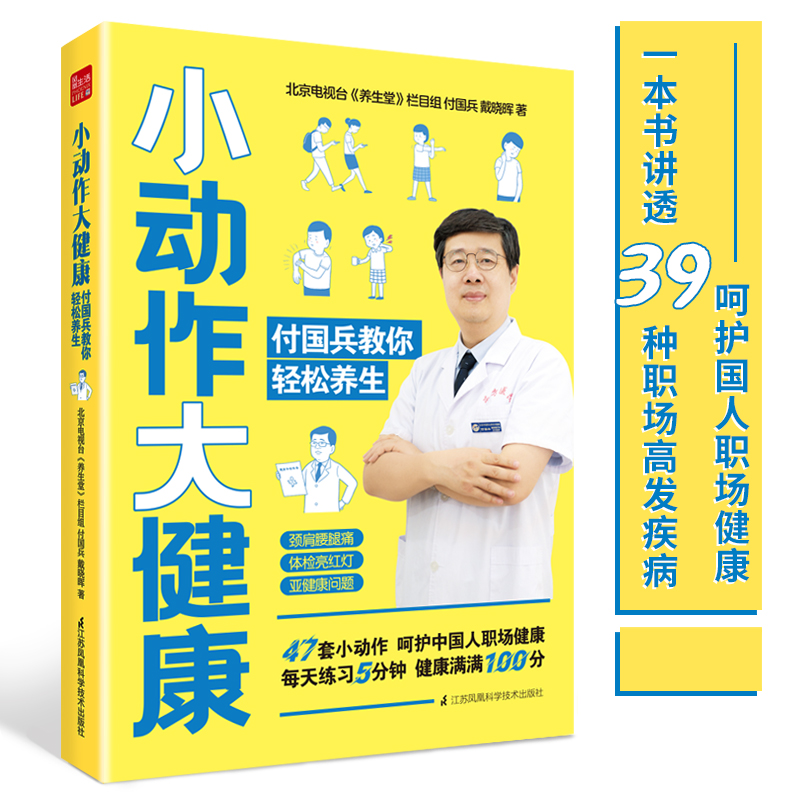 北京电视台《养生堂》栏目组 付国兵 戴晓晖 著
小动作大健康
付国兵教你
轻松养生
颈肩腰腿痛
体检亮红灯
亚健康问题
47套小动作 呵护中国人职场健康
每天练习5分钟 健康满满100分
江苏凤凰科学技术出版社
凤凰生活
LIFE
小动作大健康
付国兵教你
轻松养生
北京电视台《养生堂》栏目组 付国兵 戴晓晖 著
江苏凤凰科学技术出版社
一本书讲透39种职场高发疾病
呵护国人职场健康